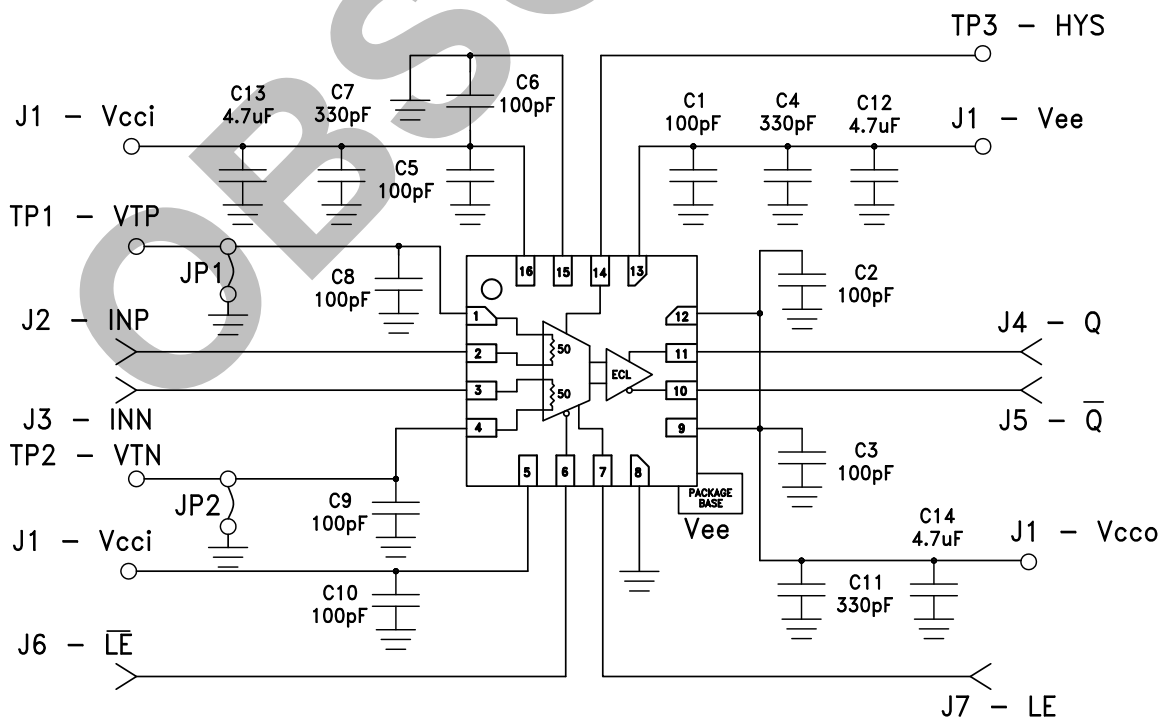 OBSO
TP3 - HYS
C6
100pF
C13
4.7uF
C7
330pF
C1
100pF
C4
330pF
C12
4.7uF
J1 - Vcci
J1 - Vee
C5
100pF
TP1 - VTP
JP1
C8
100pF
16
15
14
13
C2
100pF
J2 - INP
1
12
J4 - Q
2
50
11
ECL
3
50
10
J3 - INN
J5 - Q̅
4
9
TP2 - VTN
C3
100pF
5
6
7
8
JP2
C9
100pF
PACKAGE
BASE
Vee
C14
4.7uF
J1 - Vcci
J1 - Vcco
C10
100pF
C11
330pF
J6 - L̅E̅
J7 - LE